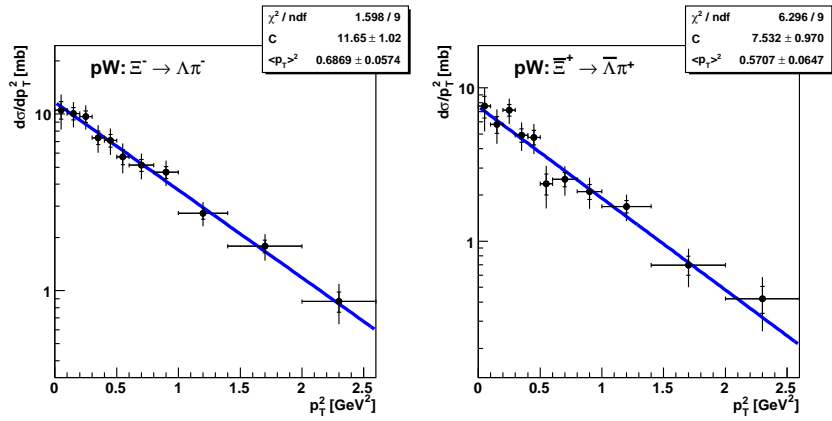 χ² / ndf 1.598 / 9
C 11.65 ± 1.02
<p_T>² 0.6869 ± 0.0574
pW: Ξ⁻ → Λπ⁻
dσ/dp_T² [mb]
10
1
0 0.5 1 1.5 2 2.5
p_T² [GeV²]
χ² / ndf 6.296 / 9
C 7.532 ± 0.970
<p_T>² 0.5707 ± 0.0647
pW: Ξ̅⁺ → Λ̅π⁺
dσ/p_T² [mb]
10
1
0 0.5 1 1.5 2 2.5
p_T² [GeV²]